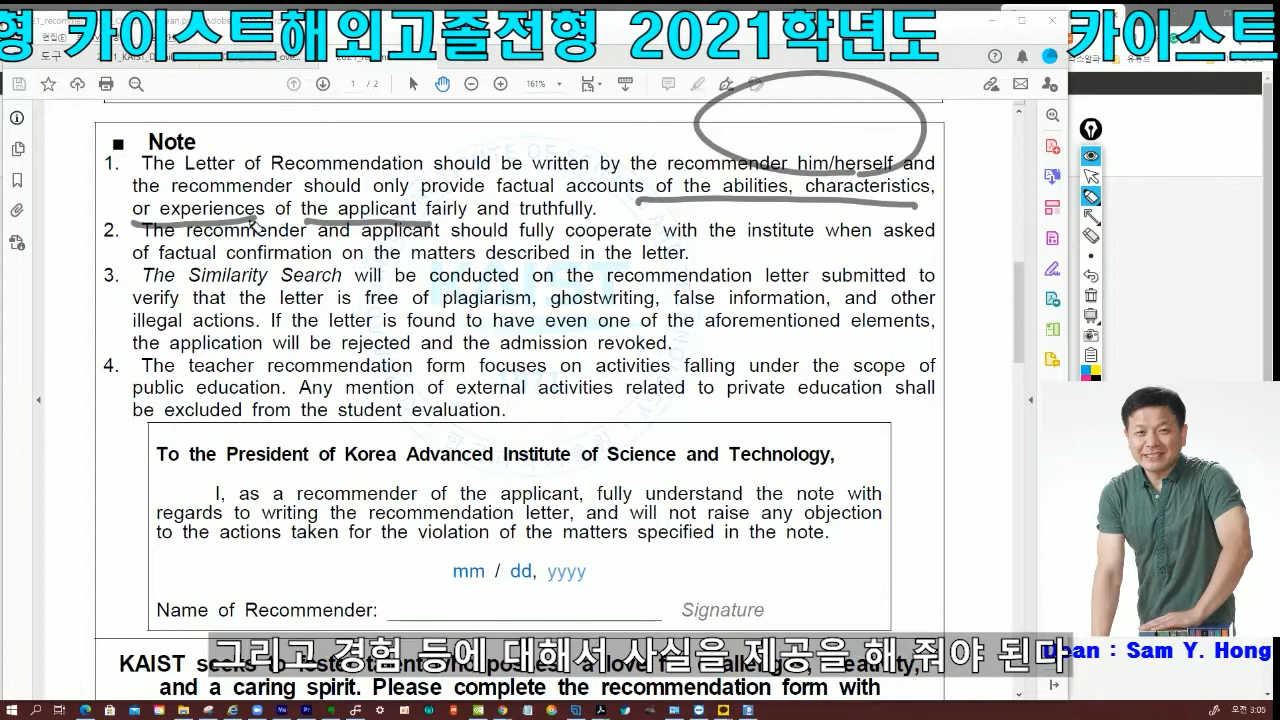 형 카이스트해외고졸전형 2021학년도 카이스트
도구
1 / 2
161%
■ Note
1. The Letter of Recommendation should be written by the recommender him/herself and
the recommender should only provide factual accounts of the abilities, characteristics,
or experiences of the applicant fairly and truthfully.
2. The recommender and applicant should fully cooperate with the institute when asked
of factual confirmation on the matters described in the letter.
3. The Similarity Search will be conducted on the recommendation letter submitted to
verify that the letter is free of plagiarism, ghostwriting, false information, and other
illegal actions. If the letter is found to have even one of the aforementioned elements,
the application will be rejected and the admission revoked.
4. The teacher recommendation form focuses on activities falling under the scope of
public education. Any mention of external activities related to private education shall
be excluded from the student evaluation.
KAIST
To the President of Korea Advanced Institute of Science and Technology,
I, as a recommender of the applicant, fully understand the note with
regards to writing the recommendation letter, and will not raise any objection
to the actions taken for the violation of the matters specified in the note.
mm / dd, yyyy
Name of Recommender: Signature
그리고 경험 등에 대해서 사실을 제공을 해 줘야 된다
KAIST
and a caring spirit. Please complete the recommendation form with
Dean : Sam Y. Hong
오전 3:05